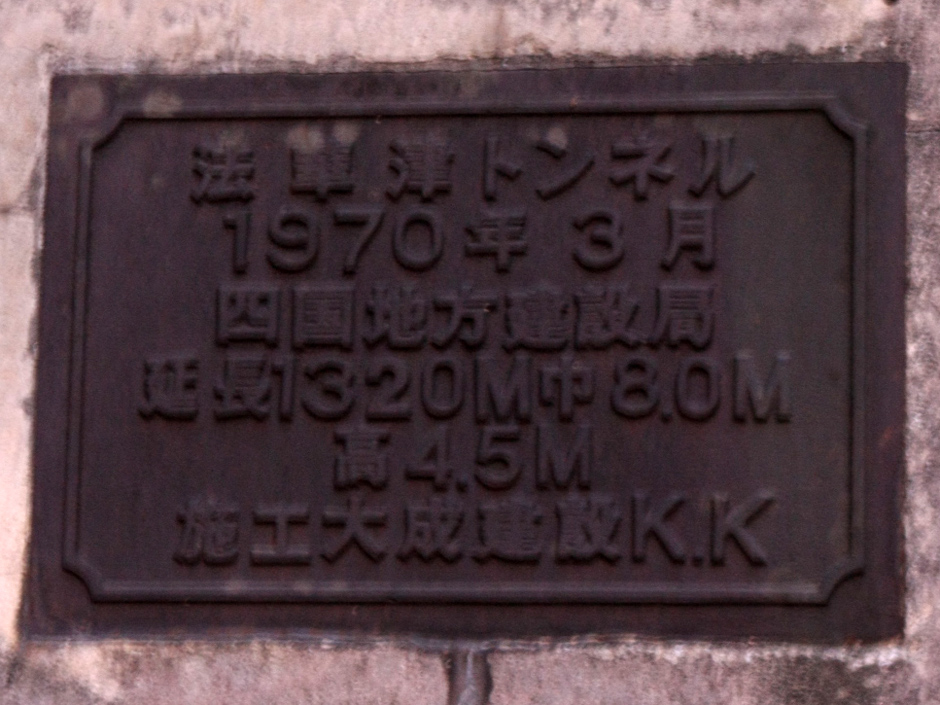 法華津トンネル
1970年3月
四国地方建設局
延長1320M巾8.0M
高4.5M
施工大成建設K.K